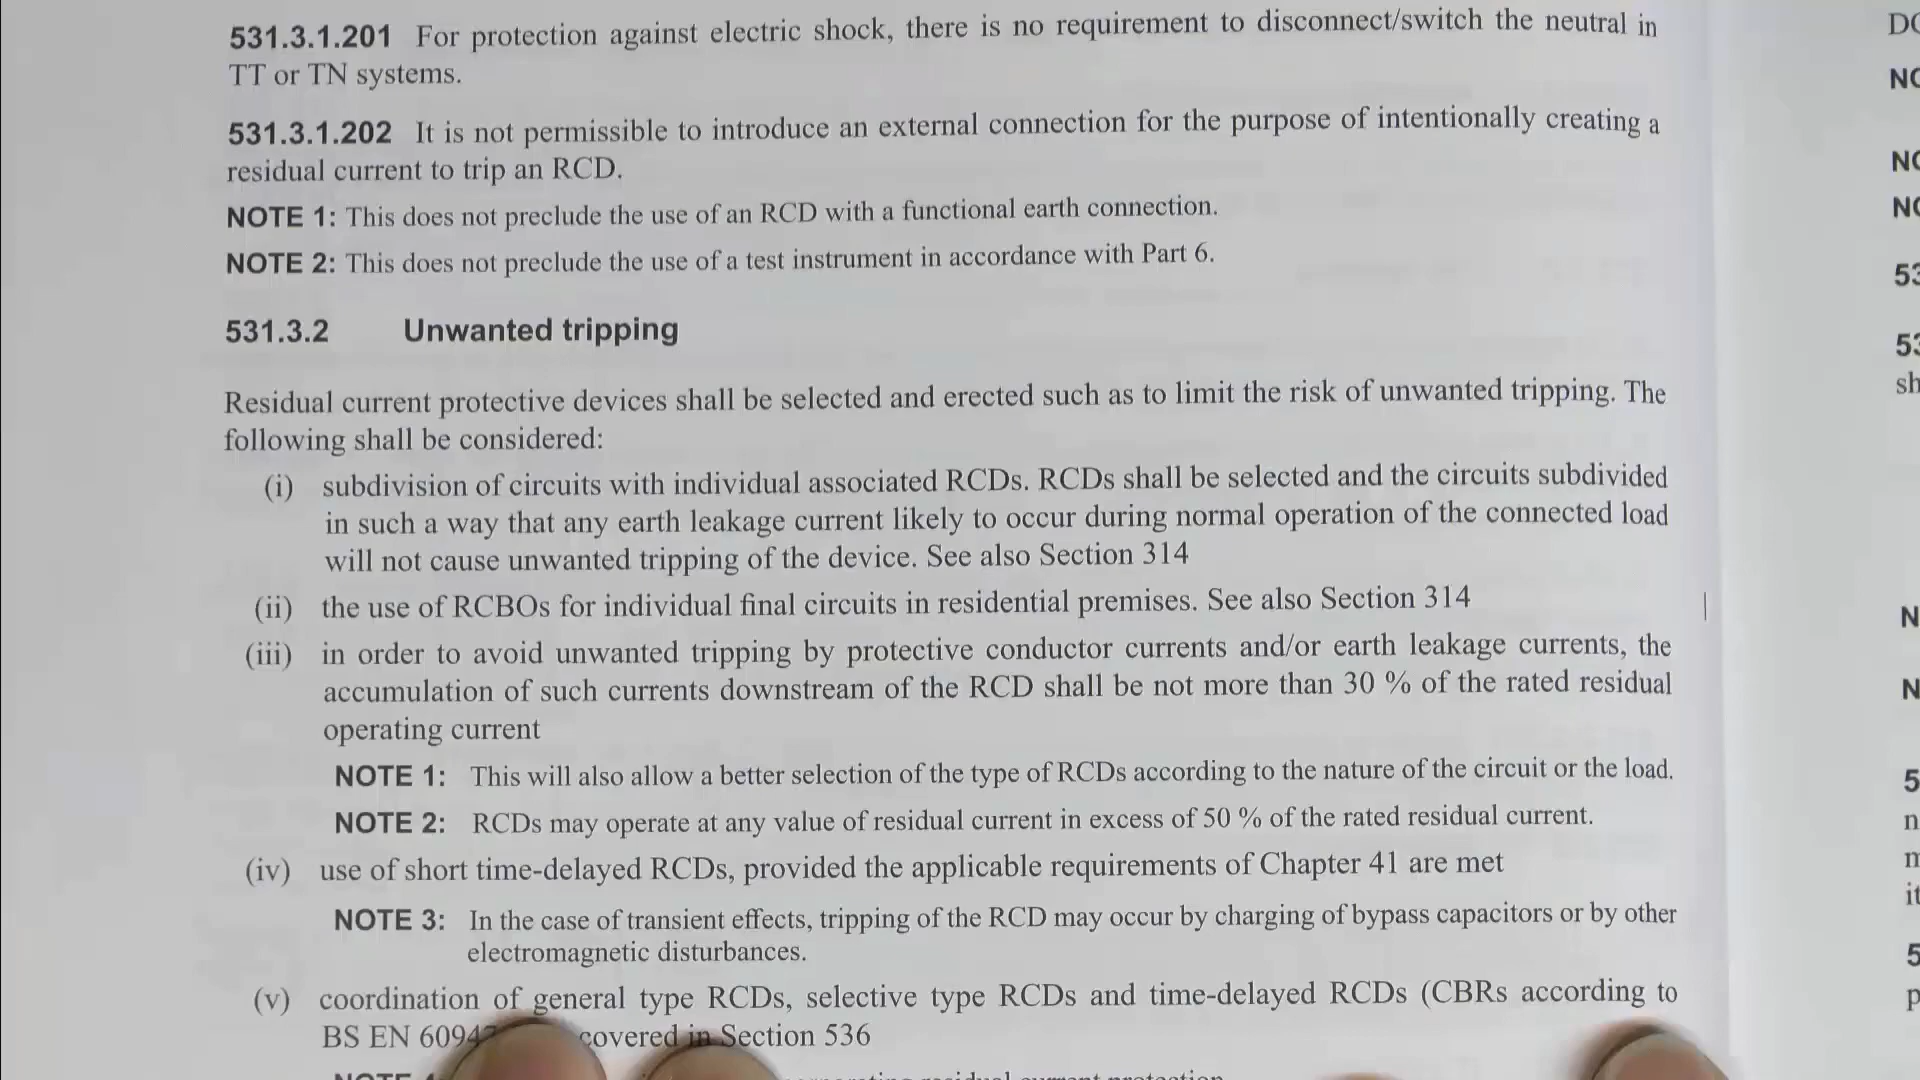 531.3.1.201 For protection against electric shock, there is no requirement to disconnect/switch the neutral in
TT or TN systems.
531.3.1.202 It is not permissible to introduce an external connection for the purpose of intentionally creating a
residual current to trip an RCD.
NOTE 1: This does not preclude the use of an RCD with a functional earth connection.
NOTE 2: This does not preclude the use of a test instrument in accordance with Part 6.
531.3.2 Unwanted tripping
Residual current protective devices shall be selected and erected such as to limit the risk of unwanted tripping. The
following shall be considered:
(i) subdivision of circuits with individual associated RCDs. RCDs shall be selected and the circuits subdivided
in such a way that any earth leakage current likely to occur during normal operation of the connected load
will not cause unwanted tripping of the device. See also Section 314
(ii) the use of RCBOs for individual final circuits in residential premises. See also Section 314
(iii) in order to avoid unwanted tripping by protective conductor currents and/or earth leakage currents, the
accumulation of such currents downstream of the RCD shall be not more than 30 % of the rated residual
operating current
NOTE 1: This will also allow a better selection of the type of RCDs according to the nature of the circuit or the load.
NOTE 2: RCDs may operate at any value of residual current in excess of 50 % of the rated residual current.
(iv) use of short time-delayed RCDs, provided the applicable requirements of Chapter 41 are met
NOTE 3: In the case of transient effects, tripping of the RCD may occur by charging of bypass capacitors or by other
electromagnetic disturbances.
(v) coordination of general type RCDs, selective type RCDs and time-delayed RCDs (CBRs according to
BS EN 6094 covered in Section 536
residual current protection